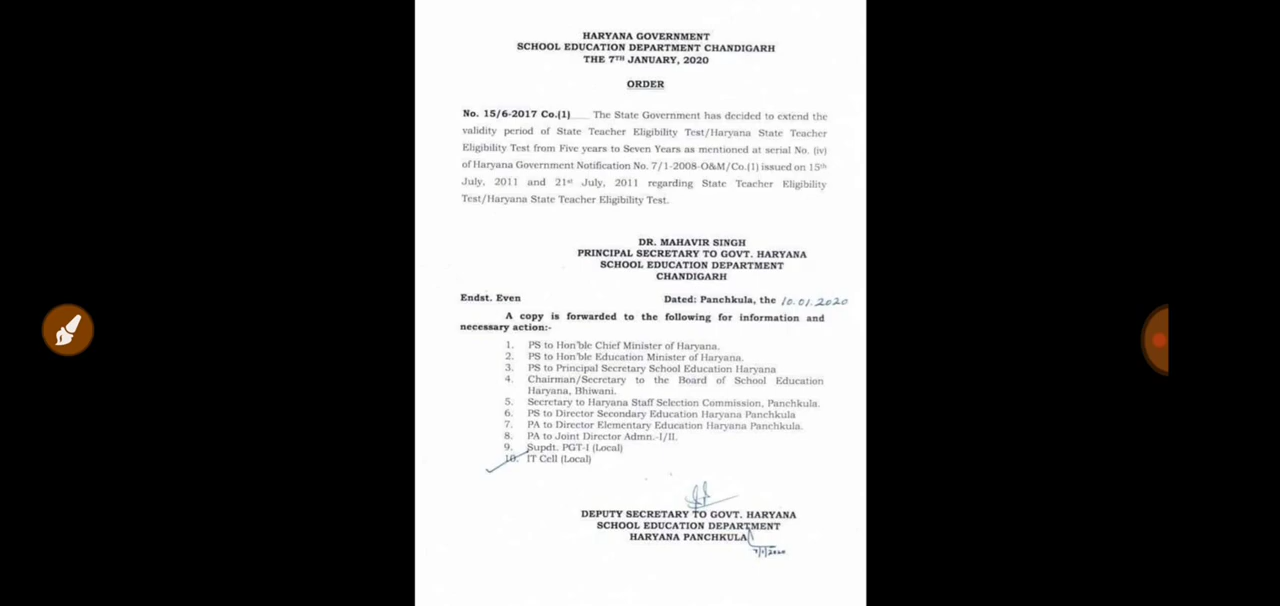 HARYANA GOVERNMENT
SCHOOL EDUCATION DEPARTMENT CHANDIGARH
THE 7TH JANUARY, 2020
ORDER
No. 15/6-2017 Co.(1) The State Government has decided to extend the
validity period of State Teacher Eligibility Test/Haryana State Teacher
Eligibility Test from Five years to Seven Years as mentioned at serial No. (iv)
of Haryana Government Notification No. 7/1-2008-O&M/Co.(1) issued on 15th
July, 2011 and 21st July, 2011 regarding State Teacher Eligibility
Test/Haryana State Teacher Eligibility Test.
DR. MAHAVIR SINGH
PRINCIPAL SECRETARY TO GOVT. HARYANA
SCHOOL EDUCATION DEPARTMENT
CHANDIGARH
Endst. Even Dated: Panchkula, the 10.01.2020
A copy is forwarded to the following for information and
necessary action:-
1. PS to Hon'ble Chief Minister of Haryana.
2. PS to Hon'ble Education Minister of Haryana.
3. PS to Principal Secretary School Education Haryana
4. Chairman/Secretary to the Board of School Education
Haryana, Bhiwani.
5. Secretary to Haryana Staff Selection Commission, Panchkula.
6. PS to Director Secondary Education Haryana Panchkula
7. PA to Director Elementary Education Haryana Panchkula.
8. PA to Joint Director Admn.-I/II.
9. Supdt. PGT-I (Local)
10. IT Cell (Local)
DEPUTY SECRETARY TO GOVT. HARYANA
SCHOOL EDUCATION DEPARTMENT
HARYANA PANCHKULA
7/1/2020